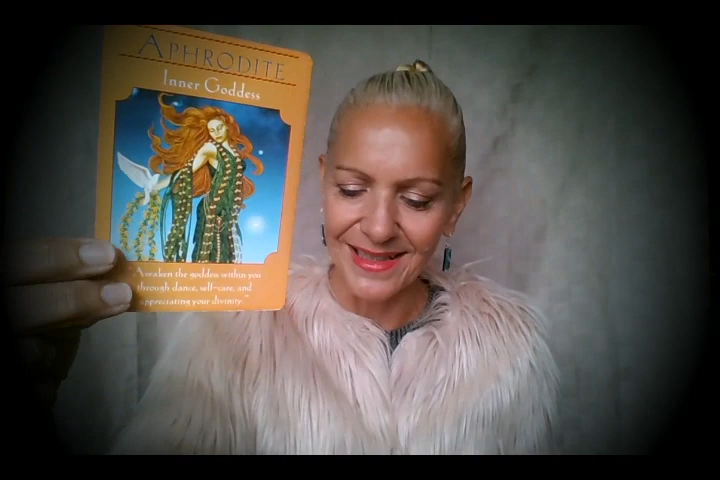 APHRODITE
Inner Goddess
"Awaken the goddess within you
through dance, self-care, and
appreciating your divinity."